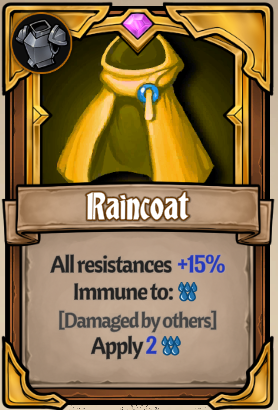 Raincoat
All resistances +15%
Immune to:
[Damaged by others]
Apply 2